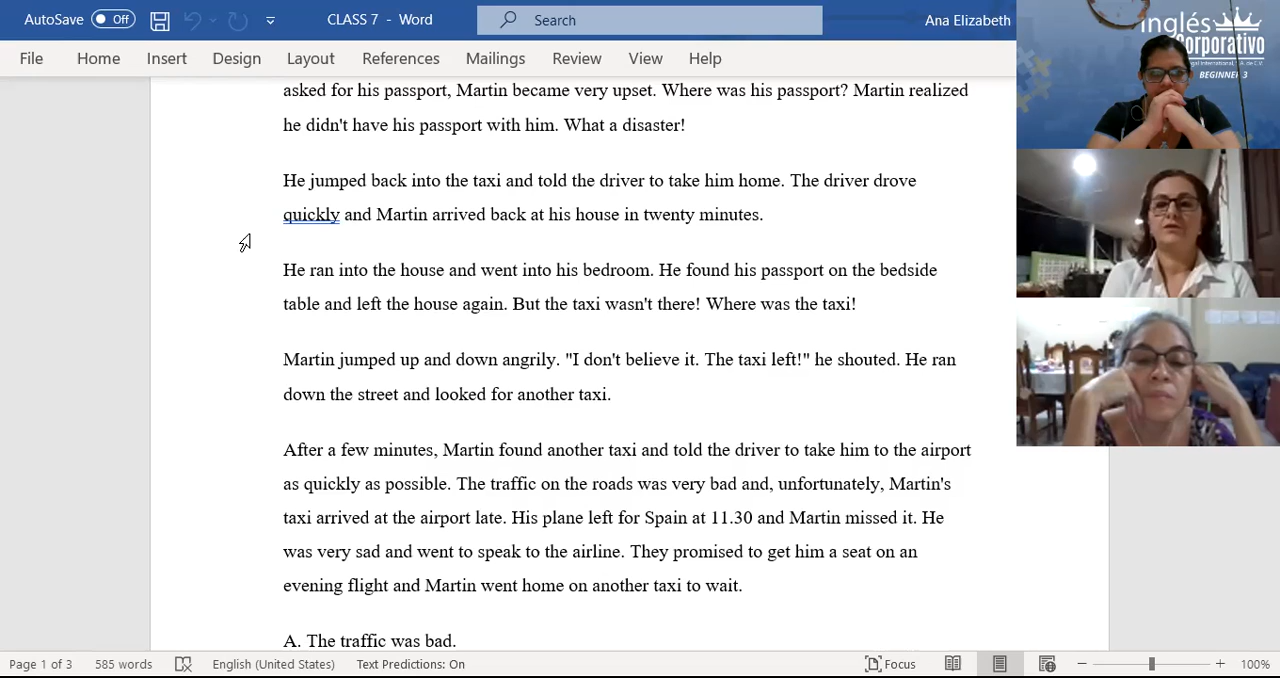 AutoSave Off CLASS 7 - Word Search Ana Elizabeth
File Home Insert Design Layout References Mailings Review View Help
inglés
Corporativo
BEGINNER 3
asked for his passport, Martin became very upset. Where was his passport? Martin realized
he didn't have his passport with him. What a disaster!
He jumped back into the taxi and told the driver to take him home. The driver drove
quickly and Martin arrived back at his house in twenty minutes.
He ran into the house and went into his bedroom. He found his passport on the bedside
table and left the house again. But the taxi wasn't there! Where was the taxi!
Martin jumped up and down angrily. "I don't believe it. The taxi left!" he shouted. He ran
down the street and looked for another taxi.
After a few minutes, Martin found another taxi and told the driver to take him to the airport
as quickly as possible. The traffic on the roads was very bad and, unfortunately, Martin's
taxi arrived at the airport late. His plane left for Spain at 11.30 and Martin missed it. He
was very sad and went to speak to the airline. They promised to get him a seat on an
evening flight and Martin went home on another taxi to wait.
A. The traffic was bad.
Page 1 of 3 585 words English (United States) Text Predictions: On Focus 100%